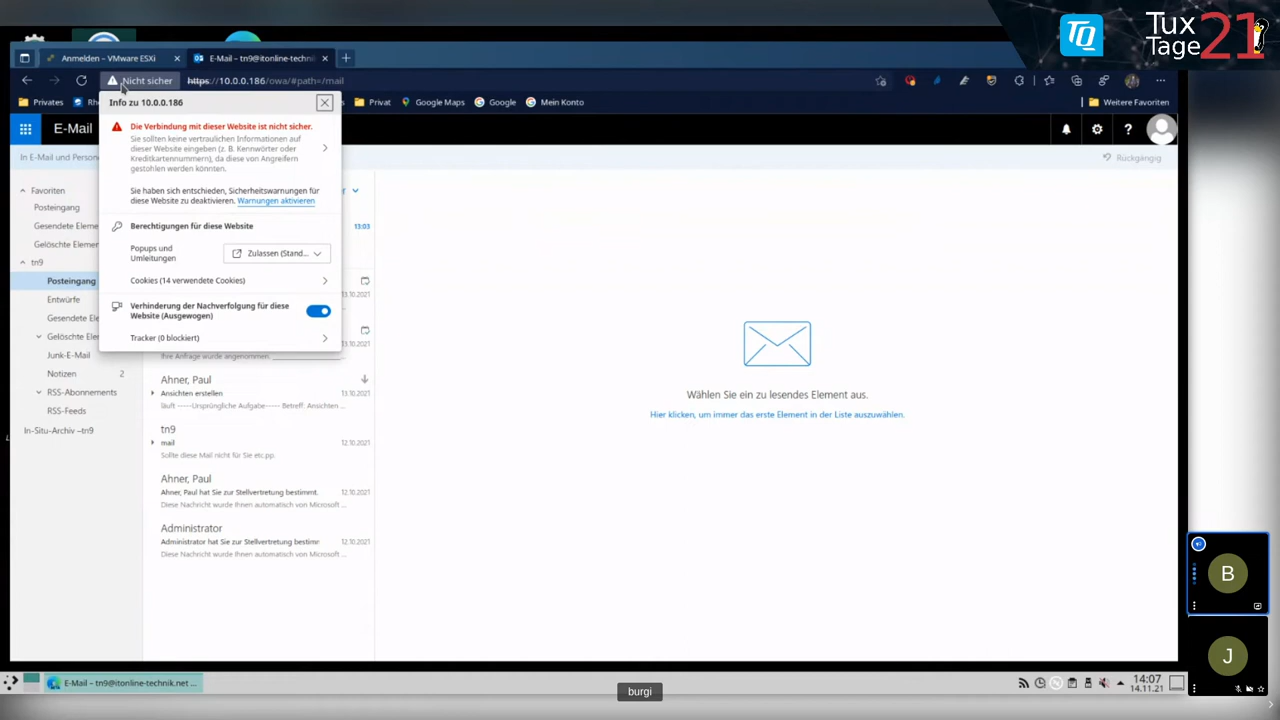 Tux
Tage 21
TQ
Anmelden – VMware ESXi
E-Mail – tn9@itonline-techni
Nicht sicher
https://10.0.0.186/owa/#path=/mail
Privates
Privat
Google Maps
Google
Mein Konto
Weitere Favoriten
Info zu 10.0.0.186
E-Mail
Die Verbindung mit dieser Website ist nicht sicher.
Sie sollten keine vertraulichen Informationen auf
dieser Website eingeben (z. B. Kennwörter oder
Kreditkartennummern), da diese von Angreifern
gestohlen werden könnten.
In E-Mail und Person
Rückgängig
Sie haben sich entschieden, Sicherheitswarnungen für
diese Website zu deaktivieren. Warnungen aktivieren
Favoriten
Posteingang
Gesendete Elemen
Gelöschte Elemen
tn9
Posteingang
Entwürfe
Gesendete Ele
Gelöschte Ele
Junk-E-Mail
Notizen 2
RSS-Abonnements
RSS-Feeds
In-Situ-Archiv –tn9
Berechtigungen für diese Website
Popups und
Umleitungen
Zulassen (Stand...
Cookies (14 verwendete Cookies)
Verhinderung der Nachverfolgung für diese
Website (Ausgewogen)
Tracker (0 blockiert)
13:03
13.10.2021
13.10.2021
Ihre Anfrage wurde angenommen.
Ahner, Paul
Ansichten erstellen 13.10.2021
läuft -----Ursprüngliche Aufgabe----- Betreff: Ansichten ...
tn9
mail 12.10.2021
Sollte diese Mail nicht für Sie etc.pp.
Ahner, Paul
Ahner, Paul hat Sie zur Stellvertretung bestimmt. 12.10.2021
Diese Nachricht wurde Ihnen automatisch von Microsoft ...
Administrator
Administrator hat Sie zur Stellvertretung bestimm 12.10.2021
Diese Nachricht wurde Ihnen automatisch von Microsoft ...
Wählen Sie ein zu lesendes Element aus.
Hier klicken, um immer das erste Element in der Liste auszuwählen.
B
J
E-Mail – tn9@itonline-technik.net ...
14:07
14.11.21
burgi